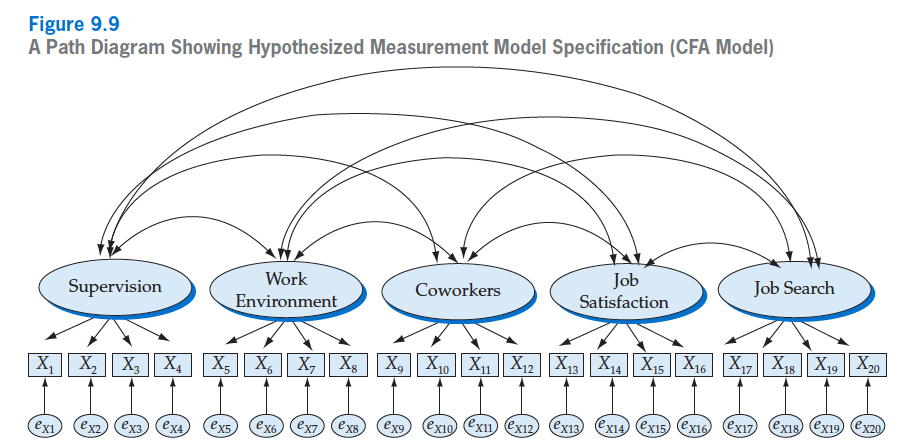 Figure 9.9
A Path Diagram Showing Hypothesized Measurement Model Specification (CFA Model)
Supervision
Work
Environment
Coworkers
Job
Satisfaction
Job Search
X1 X2 X3 X4 X5 X6 X7 X8 X9 X10 X11 X12 X13 X14 X15 X16 X17 X18 X19 X20
eX1 eX2 eX3 eX4 eX5 eX6 eX7 eX8 eX9 eX10 eX11 eX12 eX13 eX14 eX15 eX16 eX17 eX18 eX19 eX20